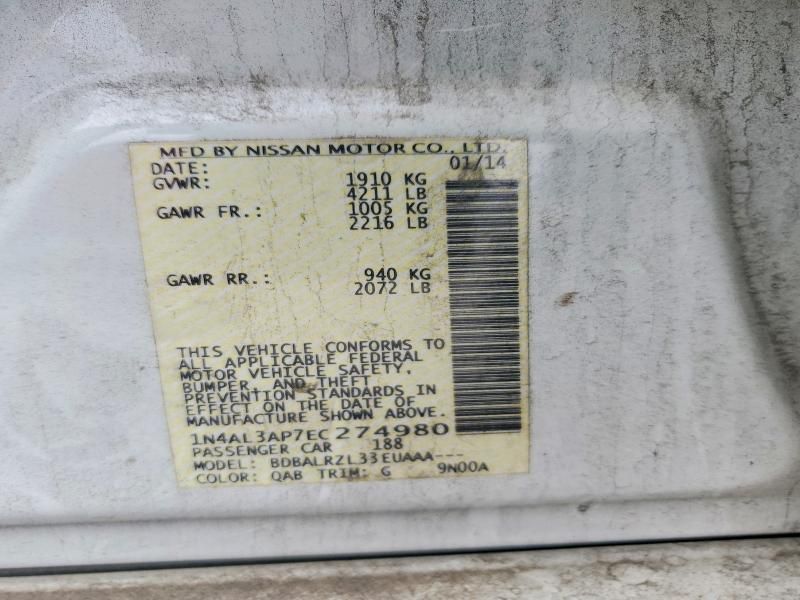 MFD BY NISSAN MOTOR CO., LTD.
DATE: 01/14
GVWR: 1910 KG
4211 LB
GAWR FR.: 1005 KG
2216 LB
GAWR RR.: 940 KG
2072 LB
THIS VEHICLE CONFORMS TO
ALL APPLICABLE FEDERAL
MOTOR VEHICLE SAFETY,
BUMPER, AND THEFT
PREVENTION STANDARDS IN
EFFECT ON THE DATE OF
MANUFACTURE SHOWN ABOVE.
1N4AL3AP7EC274980
PASSENGER CAR 188
MODEL: BDBALRZL33EUAAA---
COLOR: QAB TRIM: G 9N00A